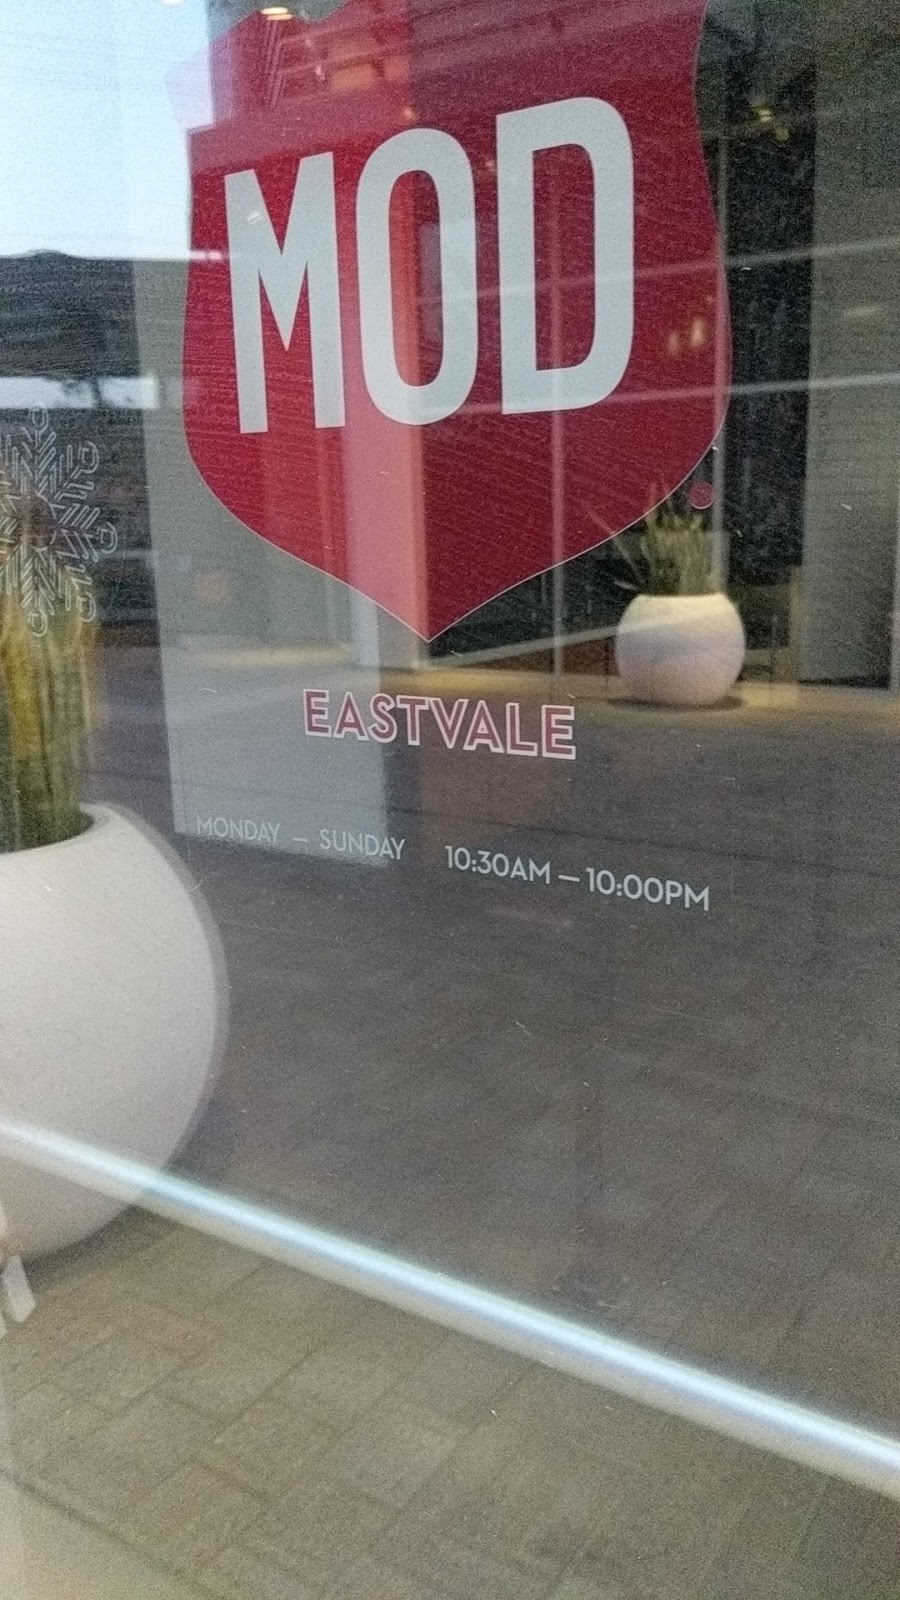 MOD
EASTVALE
MONDAY — SUNDAY 10:30AM — 10:00PM